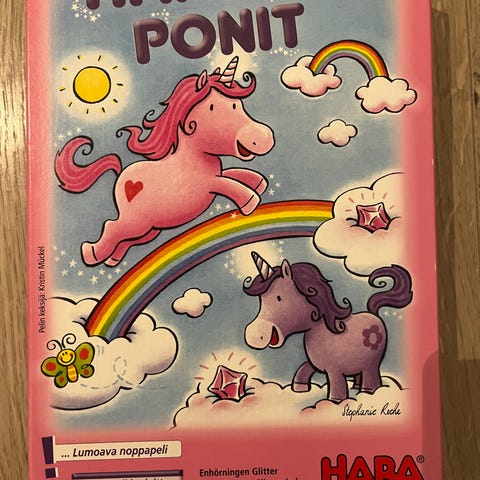 PONIT
Pelin keksijä: Kristin Mückel
Stephanie Roehe
... Lumoava noppapeli
Enhörningen Glitter
HABA®